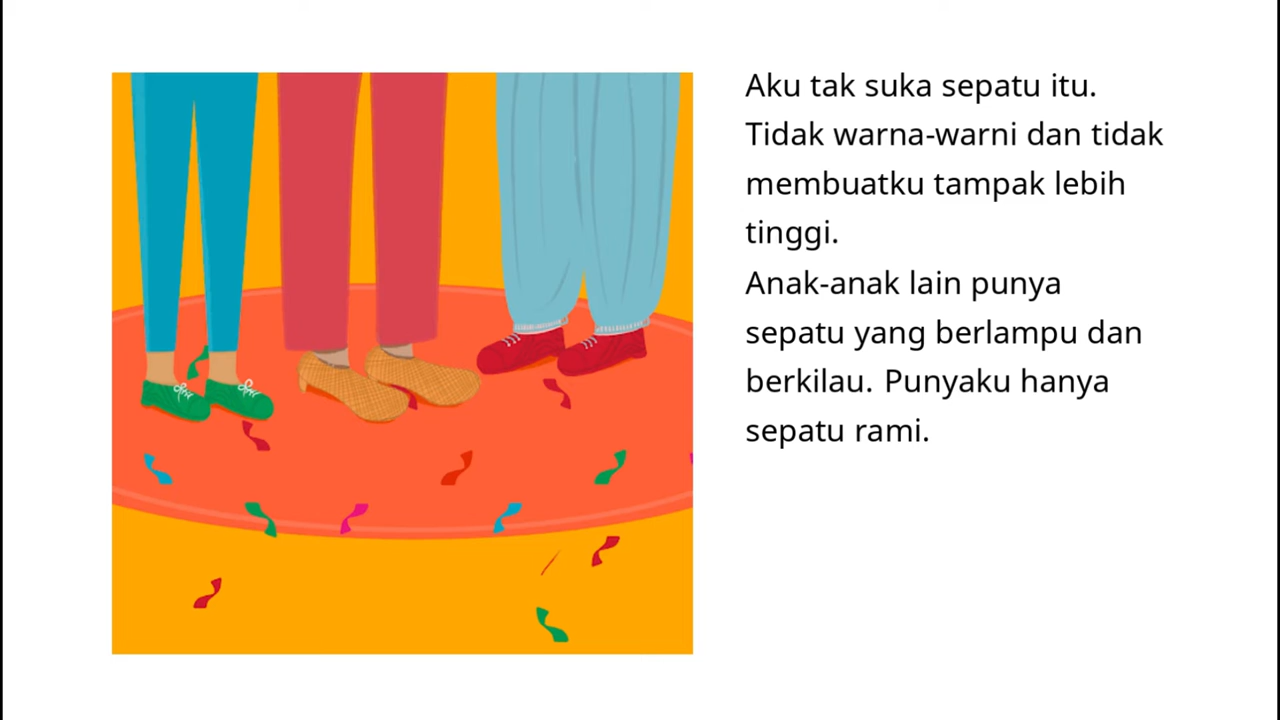 Aku tak suka sepatu itu.
Tidak warna-warni dan tidak
membuatku tampak lebih
tinggi.
Anak-anak lain punya
sepatu yang berlampu dan
berkilau. Punyaku hanya
sepatu rami.